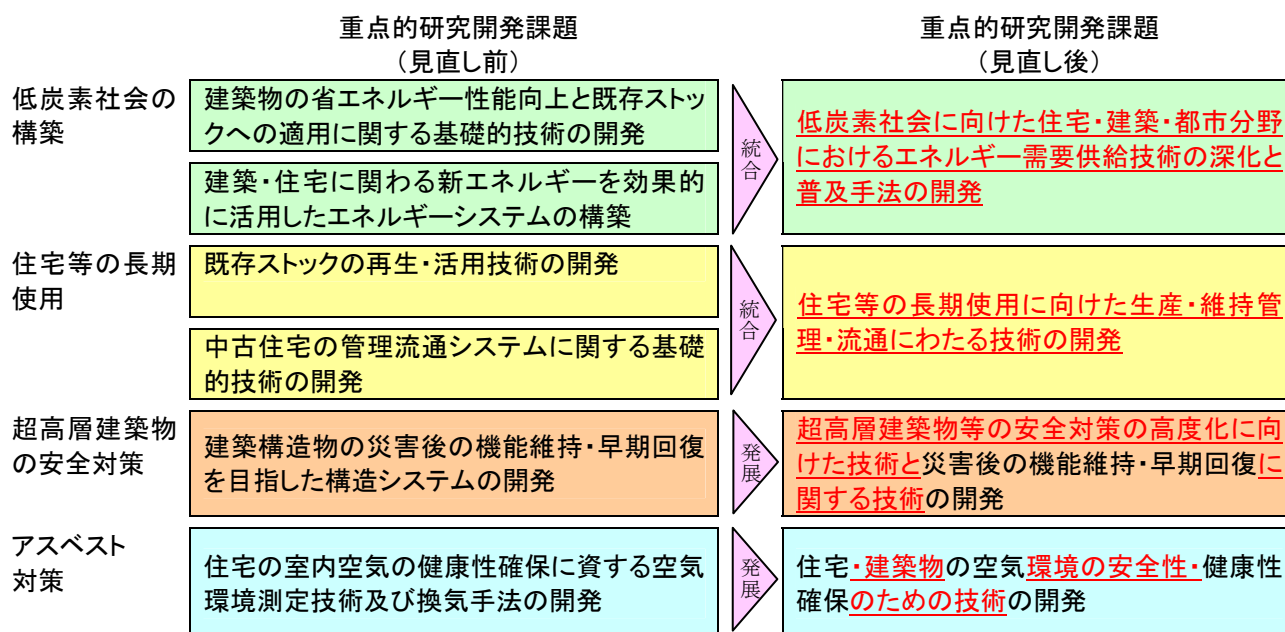 重点的研究開発課題
（見直し前）
重点的研究開発課題
（見直し後）
低炭素社会の
構築
建築物の省エネルギー性能向上と既存ストッ
クへの適用に関する基礎的技術の開発
建築・住宅に関わる新エネルギーを効果的
に活用したエネルギーシステムの構築
統合
低炭素社会に向けた住宅・建築・都市分野
におけるエネルギー需要供給技術の深化と
普及手法の開発
住宅等の長期
使用
既存ストックの再生・活用技術の開発
中古住宅の管理流通システムに関する基礎
的技術の開発
統合
住宅等の長期使用に向けた生産・維持管
理・流通にわたる技術の開発
超高層建築物
の安全対策
建築構造物の災害後の機能維持・早期回復
を目指した構造システムの開発
発展
超高層建築物等の安全対策の高度化に向
けた技術と災害後の機能維持・早期回復に
関する技術の開発
アスベスト
対策
住宅の室内空気の健康性確保に資する空気
環境測定技術及び換気手法の開発
発展
住宅・建築物の空気環境の安全性・健康性
確保のための技術の開発